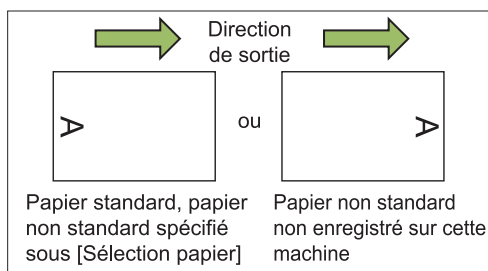 Direction
de sortie
A
ou
A
Papier standard, papier
non standard spécifié
sous [Sélection papier]
Papier non standard
non enregistré sur cette
machine